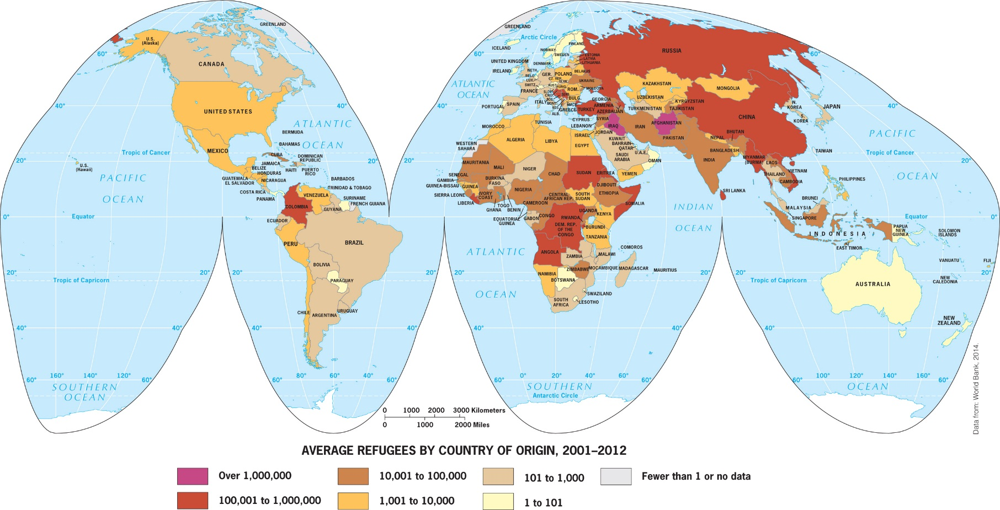 GREENLAND
U.S.
(Alaska)
60°
CANADA
40°
UNITED STATES
40°
ATLANTIC
OCEAN
BERMUDA
BAHAMAS
Tropic of Cancer
MEXICO
20°
20°
U.S.
(Hawaii)
CUBA
DOMINICAN
REPUBLIC
JAMAICA
BELIZE
HONDURAS
HAITI
PUERTO
RICO
GUATEMALA
EL SALVADOR
NICARAGUA
BARBADOS
TRINIDAD & TOBAGO
COSTA RICA
PANAMA
VENEZUELA
SURINAME
FRENCH GUIANA
GUYANA
COLOMBIA
PACIFIC
OCEAN
0°
Equator
ECUADOR
PERU
BRAZIL
BOLIVIA
PARAGUAY
20°
20°
20°
20°
Tropic of Capricorn
CHILE
ARGENTINA
URUGUAY
40°
40°
40°
40°
60°
160°
140°
120°
60°
60°
80°
60°
40°
60°
SOUTHERN
OCEAN
GREENLAND
Arctic Circle
ICELAND
60°
NORWAY
SWEDEN
FINLAND
UNITED KINGDOM
IRELAND
DENMARK
ESTONIA
LATVIA
LITHUANIA
NETH.
BELG.
LUX.
SWITZ.
FRANCE
GER.
POLAND
BELARUS
CZ. REP.
SLVK.
UKRAINE
AUST.
HUNG.
ROM.
MOLDOVA
SLOV.
CRO.
BOS.
SERB.
MONT.
KOS.
BULG.
MACE.
ITALY
ALB.
GREECE
PORTUGAL
SPAIN
ATLANTIC
OCEAN
40°
RUSSIA
60°
KAZAKHSTAN
MONGOLIA
UZBEKISTAN
KYRGYZSTAN
TURKMENISTAN
TAJIKISTAN
GEORGIA
ARMENIA
AZERBAIJAN
TURKEY
CYPRUS
LEBANON
SYRIA
IRAQ
IRAN
AFGHANISTAN
PAKISTAN
ISRAEL
JORDAN
KUWAIT
BAHRAIN
QATAR
U.A.E.
SAUDI
ARABIA
OMAN
YEMEN
CHINA
N.
KOREA
S.
KOREA
JAPAN
40°
PACIFIC
OCEAN
NEPAL
BHUTAN
BANGLADESH
INDIA
MYANMAR
(BURMA)
LAOS
THAILAND
VIETNAM
CAMBODIA
TAIWAN
Tropic of Cancer
20°
PHILIPPINES
SRI LANKA
BRUNEI
MALAYSIA
SINGAPORE
INDONESIA
EAST TIMOR
Equator
0°
PAPUA
NEW
GUINEA
SOLOMON
ISLANDS
VANUATU
FIJI
NEW
CALEDONIA
AUSTRALIA
NEW
ZEALAND
MOROCCO
TUNISIA
ALGERIA
LIBYA
EGYPT
WESTERN
SAHARA
MAURITANIA
MALI
NIGER
CHAD
SUDAN
ERITREA
DJIBOUTI
SENEGAL
GAMBIA
GUINEA-BISSAU
GUINEA
SIERRA LEONE
LIBERIA
BURKINA
FASO
IVORY
COAST
GHANA
TOGO
BENIN
NIGERIA
CAMEROON
CENTRAL
AFRICAN REP.
SOUTH
SUDAN
ETHIOPIA
SOMALIA
EQUATORIAL
GUINEA
GABON
CONGO
UGANDA
KENYA
RWANDA
BURUNDI
DEM. REP.
OF THE
CONGO
TANZANIA
COMOROS
ANGOLA
ZAMBIA
MALAWI
MOÇAMBIQUE
MADAGASCAR
MAURITIUS
ZIMBABWE
NAMIBIA
BOTSWANA
SWAZILAND
SOUTH
AFRICA
LESOTHO
ATLANTIC
OCEAN
INDIAN
OCEAN
20°
20°
20°
20°
Tropic of Capricorn
40°
40°
40°
60°
0°
20°
40°
60°
60°
60°
100°
120°
140°
160°
60°
SOUTHERN
OCEAN
Antarctic Circle
0 1000 2000 3000 Kilometers
0 1000 2000 Miles
Data from: World Bank, 2014.
AVERAGE REFUGEES BY COUNTRY OF ORIGIN, 2001–2012
Over 1,000,000
10,001 to 100,000
101 to 1,000
Fewer than 1 or no data
100,001 to 1,000,000
1,001 to 10,000
1 to 101